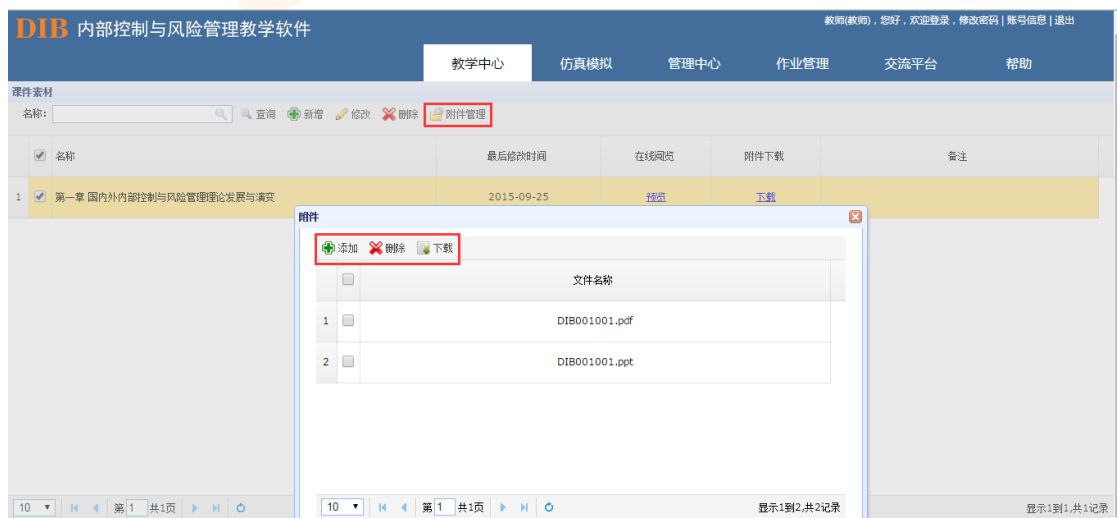 DIB 内部控制与风险管理教学软件
教师(教师)，您好，欢迎登录，修改密码 | 账号信息 | 退出
教学中心 仿真模拟 管理中心 作业管理 交流平台 帮助
课件素材
名称: 查询 新增 修改 删除 附件管理
名称 最后修改时间 在线阅览 附件下载 备注
1 第一章 国内外内部控制与风险管理理论发展与演变 2015-09-25 预览 下载
附件
添加 删除 下载
文件名称
1 DIB001001.pdf
2 DIB001001.ppt
10 第 1 共1页 显示1到2,共2记录
10 第 1 共1页 显示1到1,共1记录